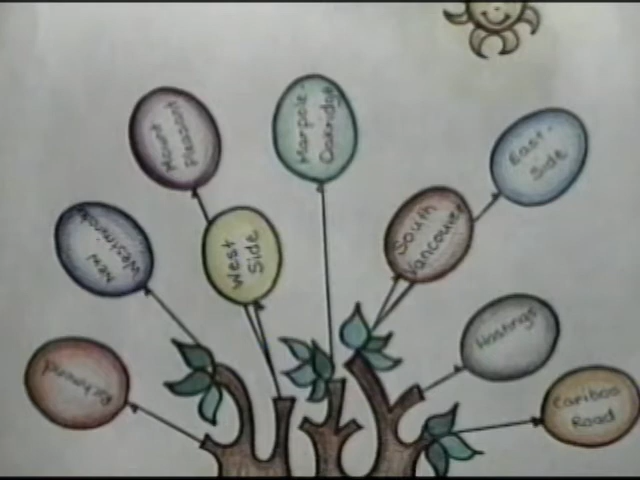 Mount
Pleasant
Marpole-
Oakridge
East-
Side
New
Westminster
West
Side
South
Vancouver
Hastings
Richmond
Cariboo
Road